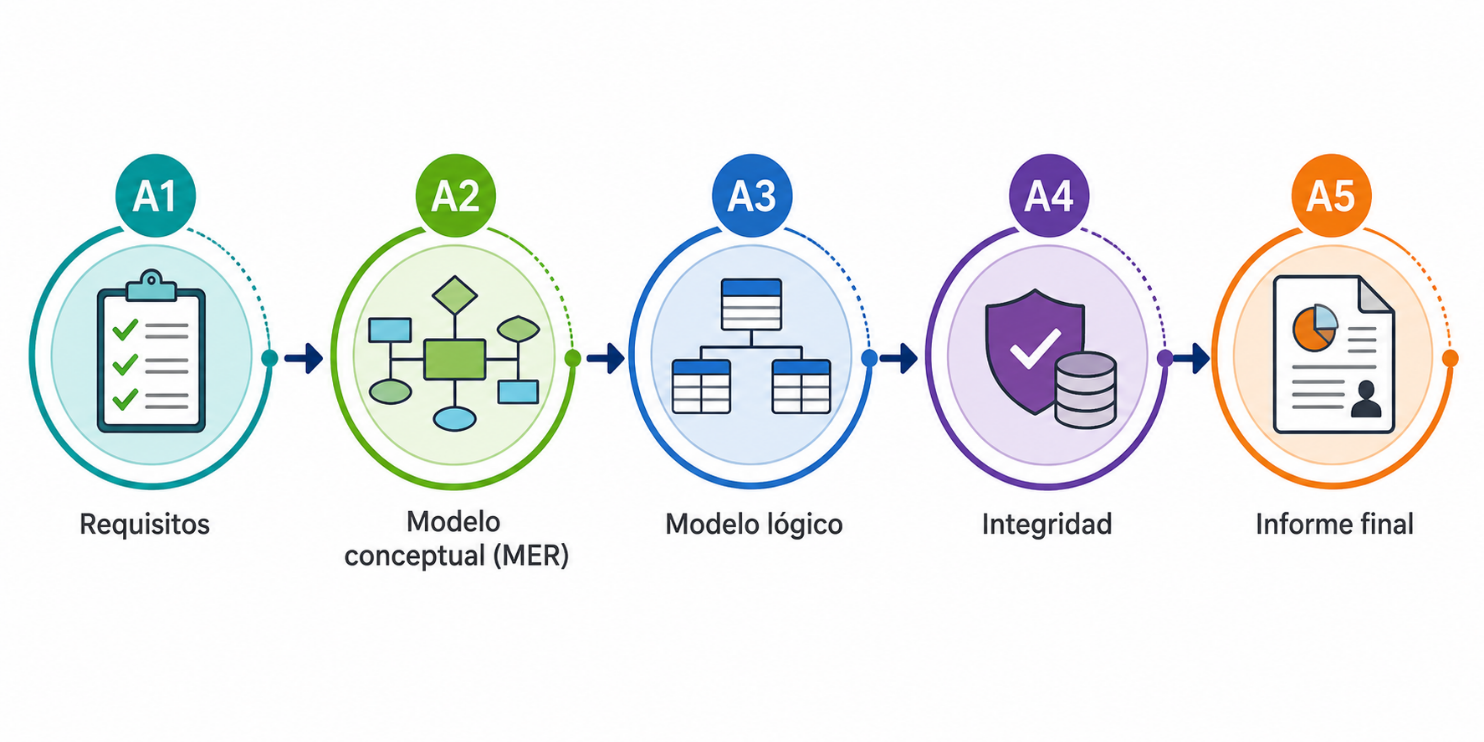 A1
A2
A3
A4
A5
Requisitos
Modelo
conceptual (MER)
Modelo lógico
Integridad
Informe final